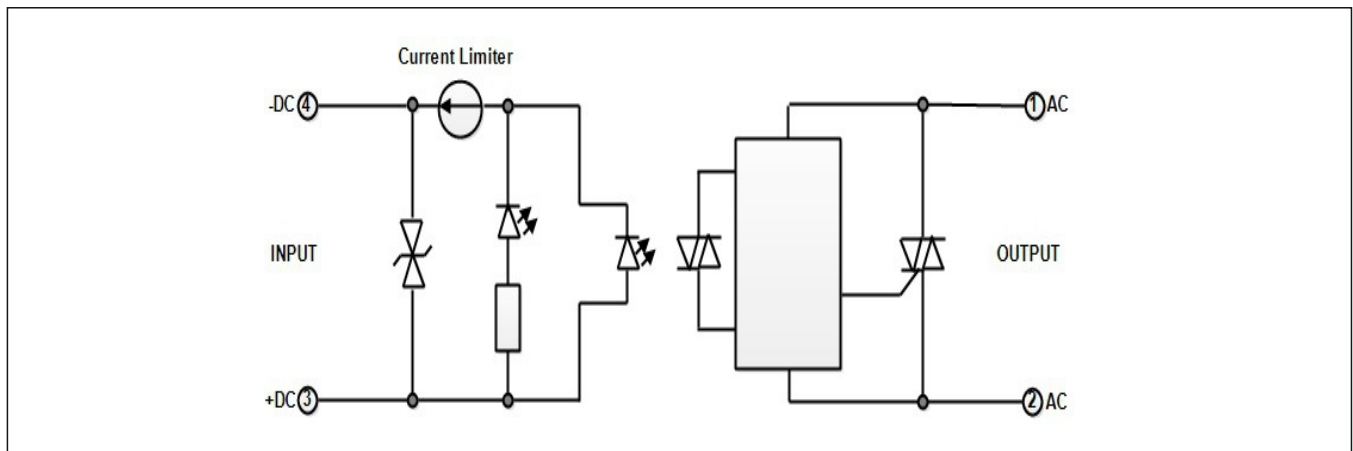 Current Limiter
-DC 4
1 AC
INPUT
OUTPUT
+DC 3
2 AC